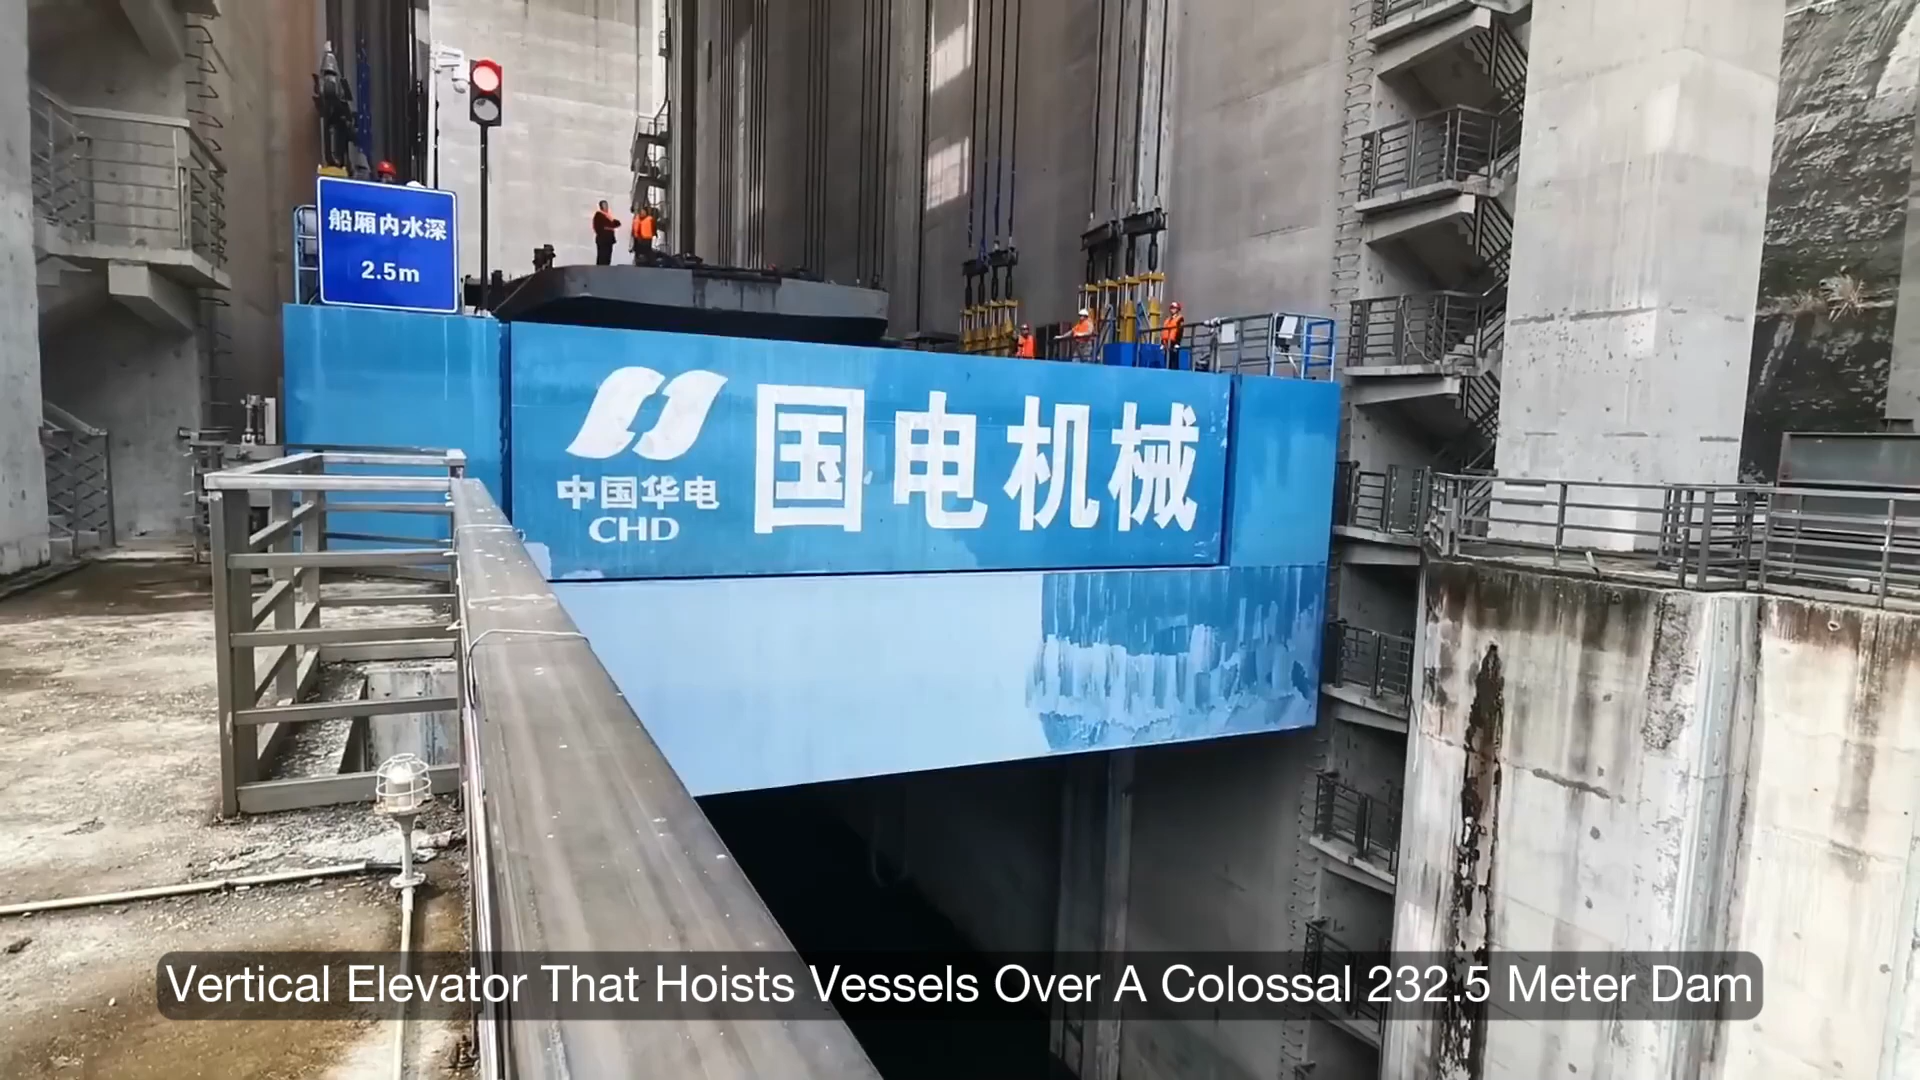 船厢内水深
2.5m
中国华电
CHD
国电机械
Vertical Elevator That Hoists Vessels Over A Colossal 232.5 Meter Dam